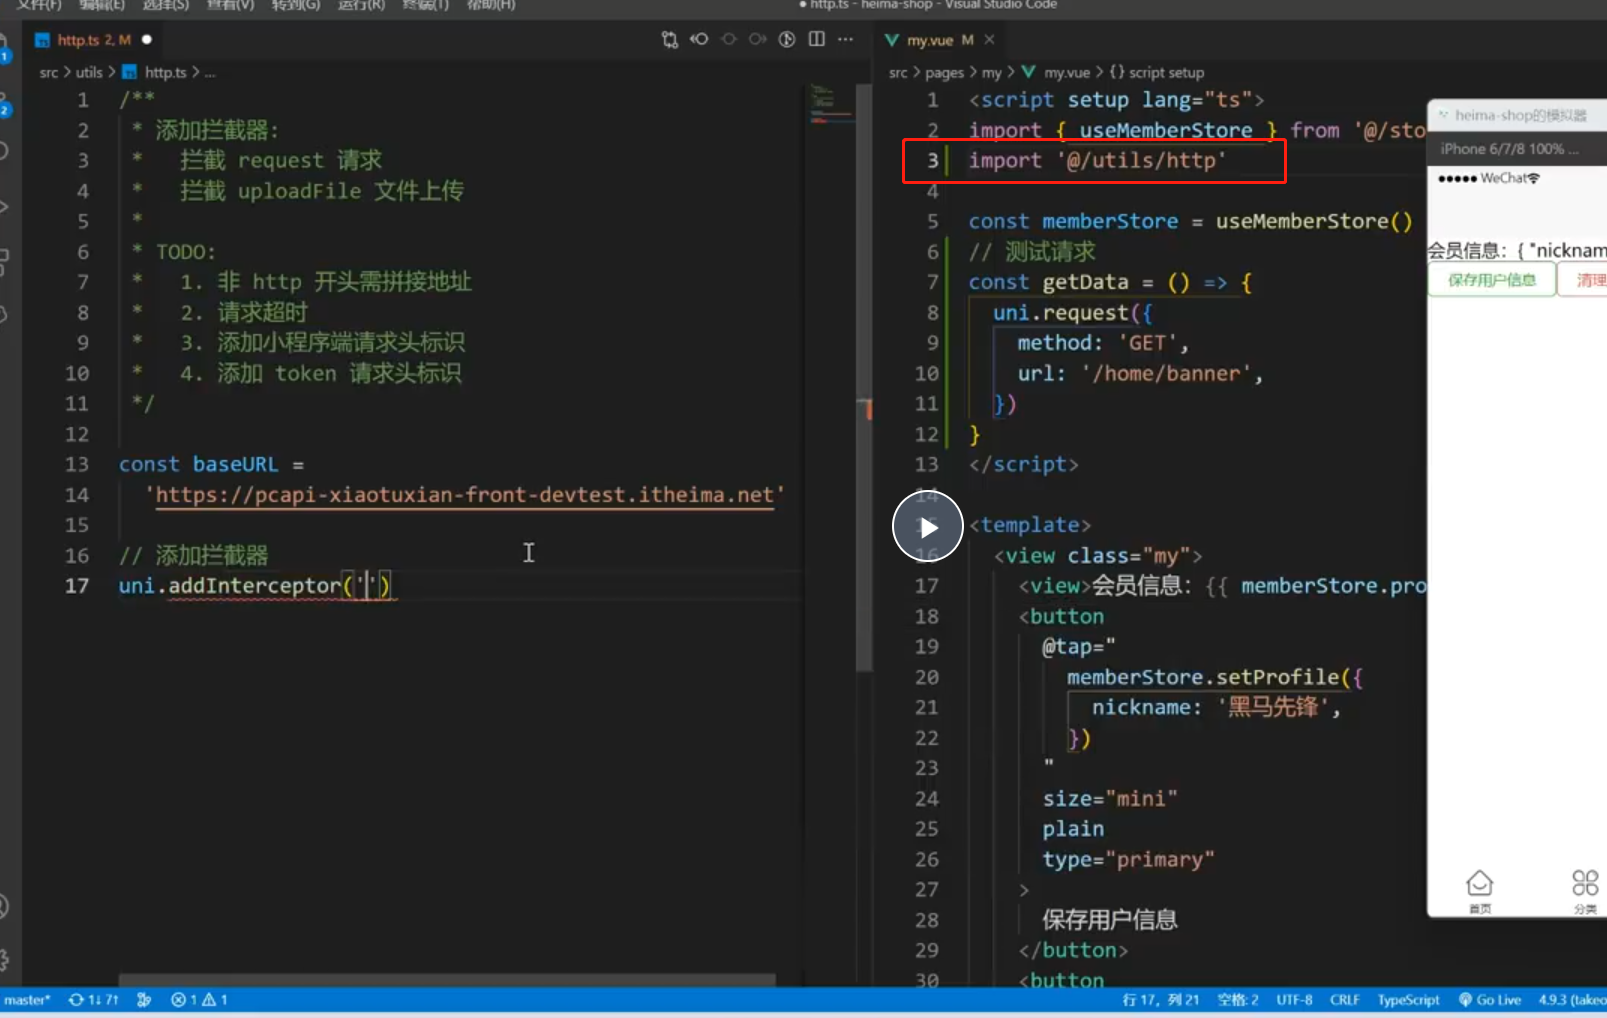 文件(F) 编辑(E) 选择(S) 查看(V) 转到(G) 运行(R) 终端(T) 帮助(H)
● http.ts - heima-shop - Visual Studio Code
http.ts 2, M ●
src > utils > http.ts > ...
1 /**
2 * 添加拦截器:
3 * 拦截 request 请求
4 * 拦截 uploadFile 文件上传
5 *
6 * TODO:
7 * 1. 非 http 开头需拼接地址
8 * 2. 请求超时
9 * 3. 添加小程序端请求头标识
10 * 4. 添加 token 请求头标识
11 */
12
13 const baseURL =
14 'https://pcapi-xiaotuxian-front-devtest.itheima.net'
15
16 // 添加拦截器
17 uni.addInterceptor('')
my.vue M ×
src > pages > my > my.vue > {} script setup
1 <script setup lang="ts">
2 import { useMemberStore } from '@/sto
3 import '@/utils/http'
4
5 const memberStore = useMemberStore()
6 // 测试请求
7 const getData = () => {
8 uni.request({
9 method: 'GET',
10 url: '/home/banner',
11 })
12 }
13 </script>
14
15 <template>
16 <view class="my">
17 <view>会员信息: {{ memberStore.pro
18 <button
19 @tap="
20 memberStore.setProfile({
21 nickname: '黑马先锋',
22 })
23 "
24 size="mini"
25 plain
26 type="primary"
27 >
28 保存用户信息
29 </button>
30 <button
heima-shop的模拟器
iPhone 6/7/8 100% ...
●●●●● WeChat
会员信息: { "nicknam
保存用户信息 清理
首页 分类
1
2
master* 1↓ 7↑ 1 1
行 17, 列 21 空格: 2 UTF-8 CRLF TypeScript Go Live 4.9.3 (takeo